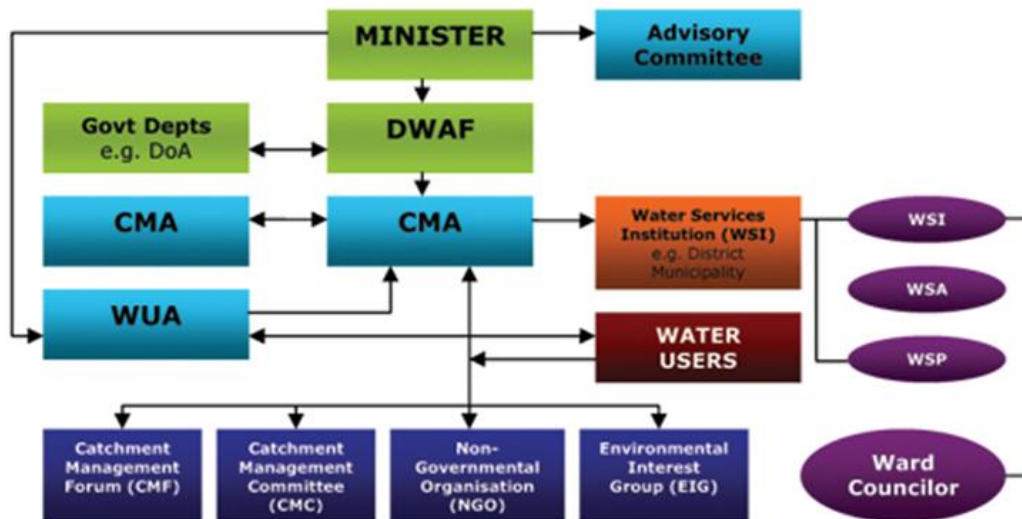 MINISTER
Advisory
Committee
Govt Depts
e.g. DoA
DWAF
CMA
CMA
Water Services
Institution (WSI)
e.g. District
Municipality
WSI
WSA
WSP
WUA
WATER
USERS
Catchment
Management
Forum (CMF)
Catchment
Management
Committee
(CMC)
Non-
Governmental
Organisation
(NGO)
Environmental
Interest
Group (EIG)
Ward
Councilor